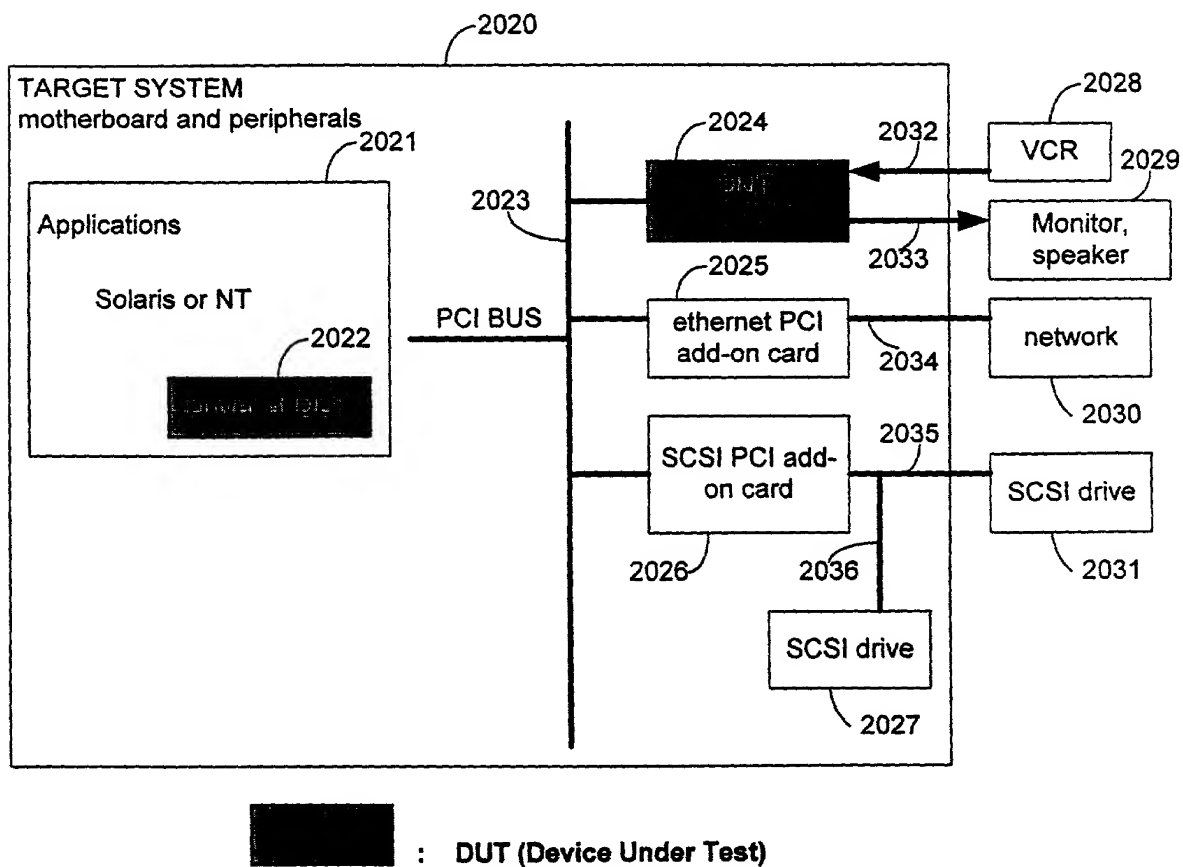 2020
TARGET SYSTEM
motherboard and peripherals
2021
Applications
Solaris or NT
2022
PCI BUS
2023
2024
2032
VCR
2028
2033
Monitor,
speaker
2029
2025
ethernet PCI
add-on card
2034
network
2030
SCSI PCI add-
on card
2026
2035
2036
SCSI drive
2031
SCSI drive
2027
: DUT (Device Under Test)